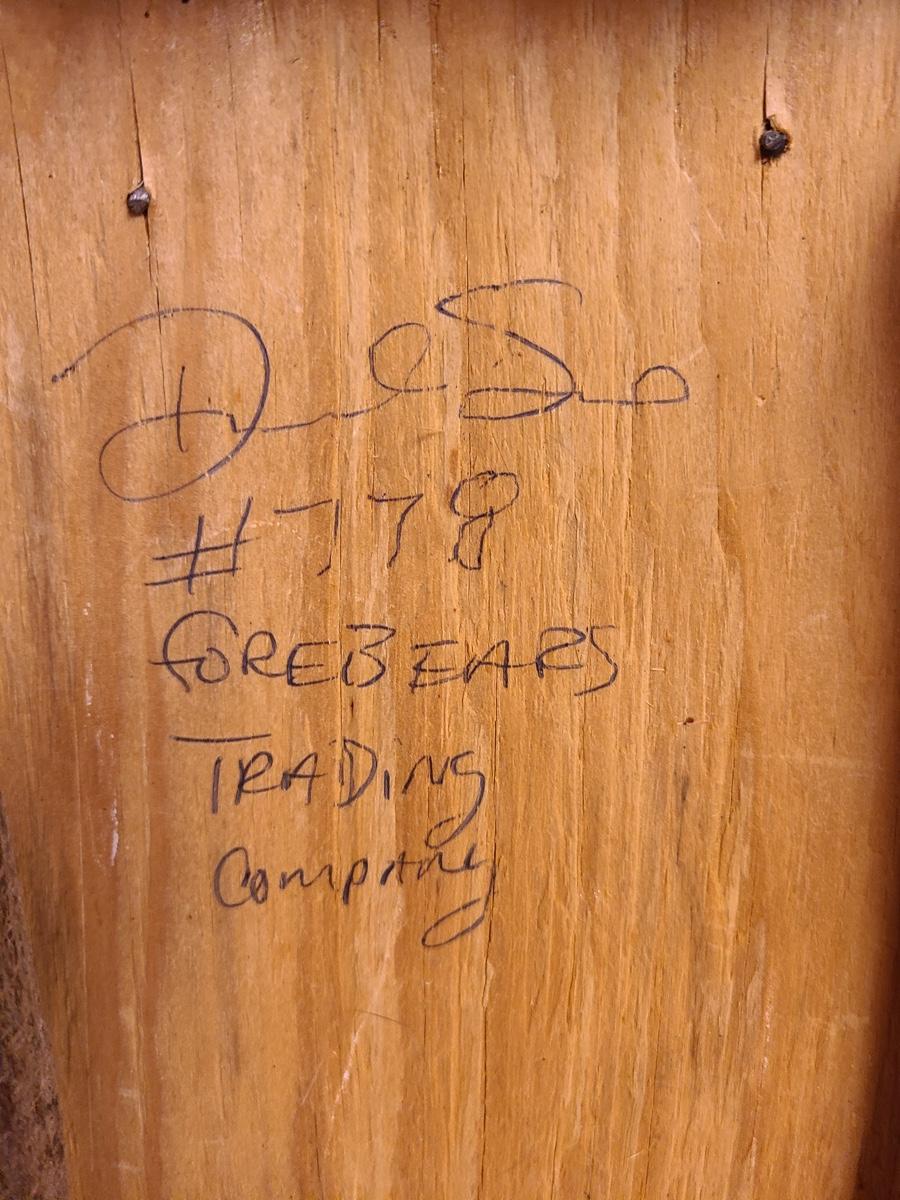 #778
FOREBEARS
TRADING
COMPANY